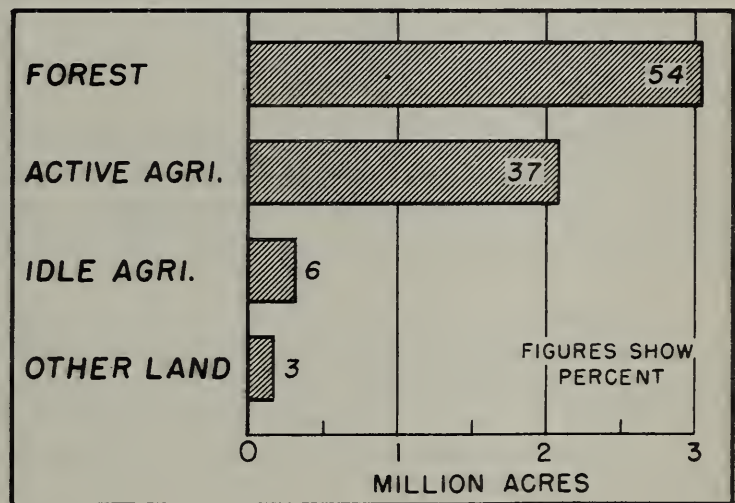 FOREST 54
ACTIVE AGRI. 37
IDLE AGRI. 6
OTHER LAND 3
FIGURES SHOW
PERCENT
0 1 2 3
MILLION ACRES